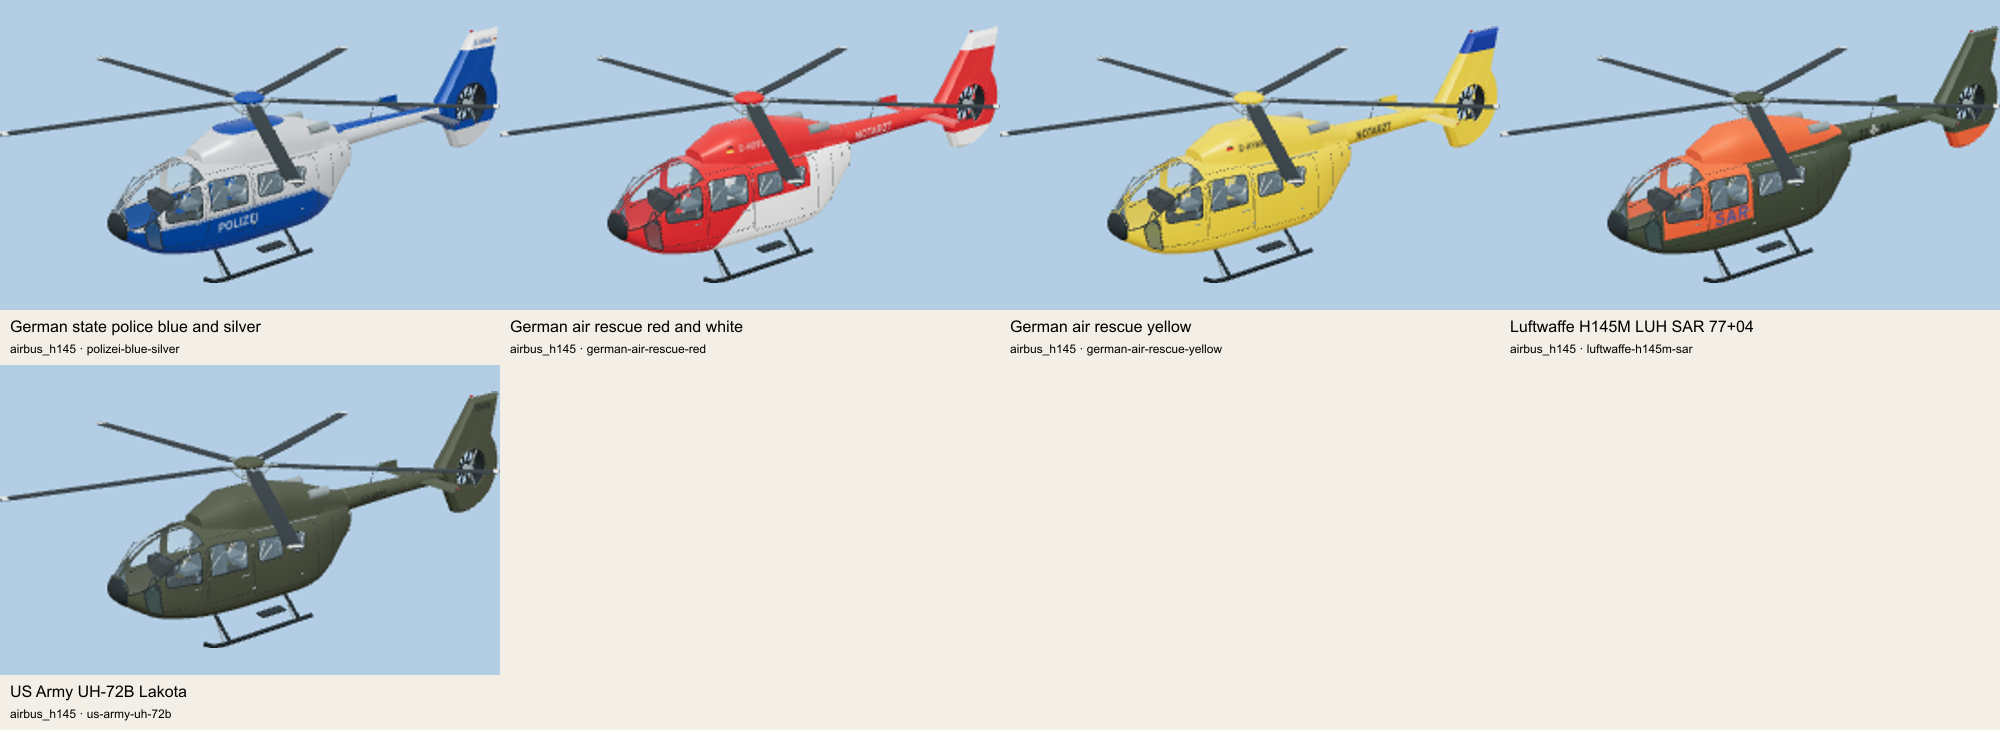 POLIZEI
NOTARZT
NOTARZT
SAR
German state police blue and silver
airbus_h145 · polizei-blue-silver
German air rescue red and white
airbus_h145 · german-air-rescue-red
German air rescue yellow
airbus_h145 · german-air-rescue-yellow
Luftwaffe H145M LUH SAR 77+04
airbus_h145 · luftwaffe-h145m-sar
US Army UH-72B Lakota
airbus_h145 · us-army-uh-72b